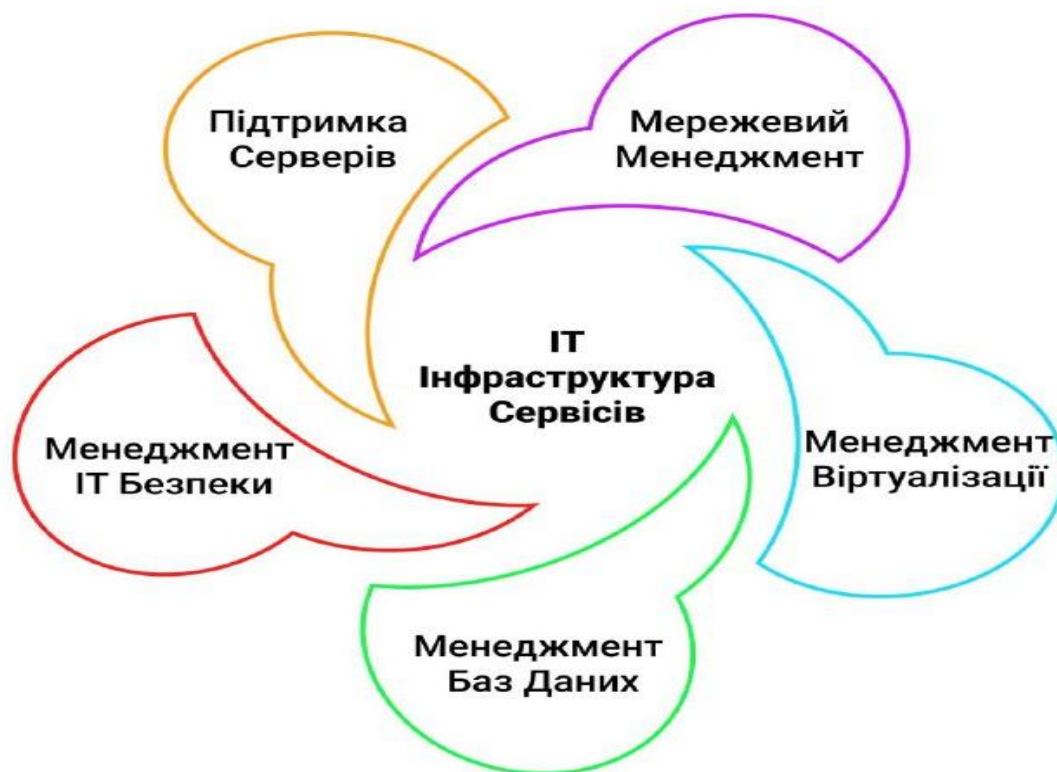 Підтримка
Серверів
Мережевий
Менеджмент
ІТ
Інфраструктура
Сервісів
Менеджмент
ІТ Безпеки
Менеджмент
Віртуалізації
Менеджмент
Баз Даних